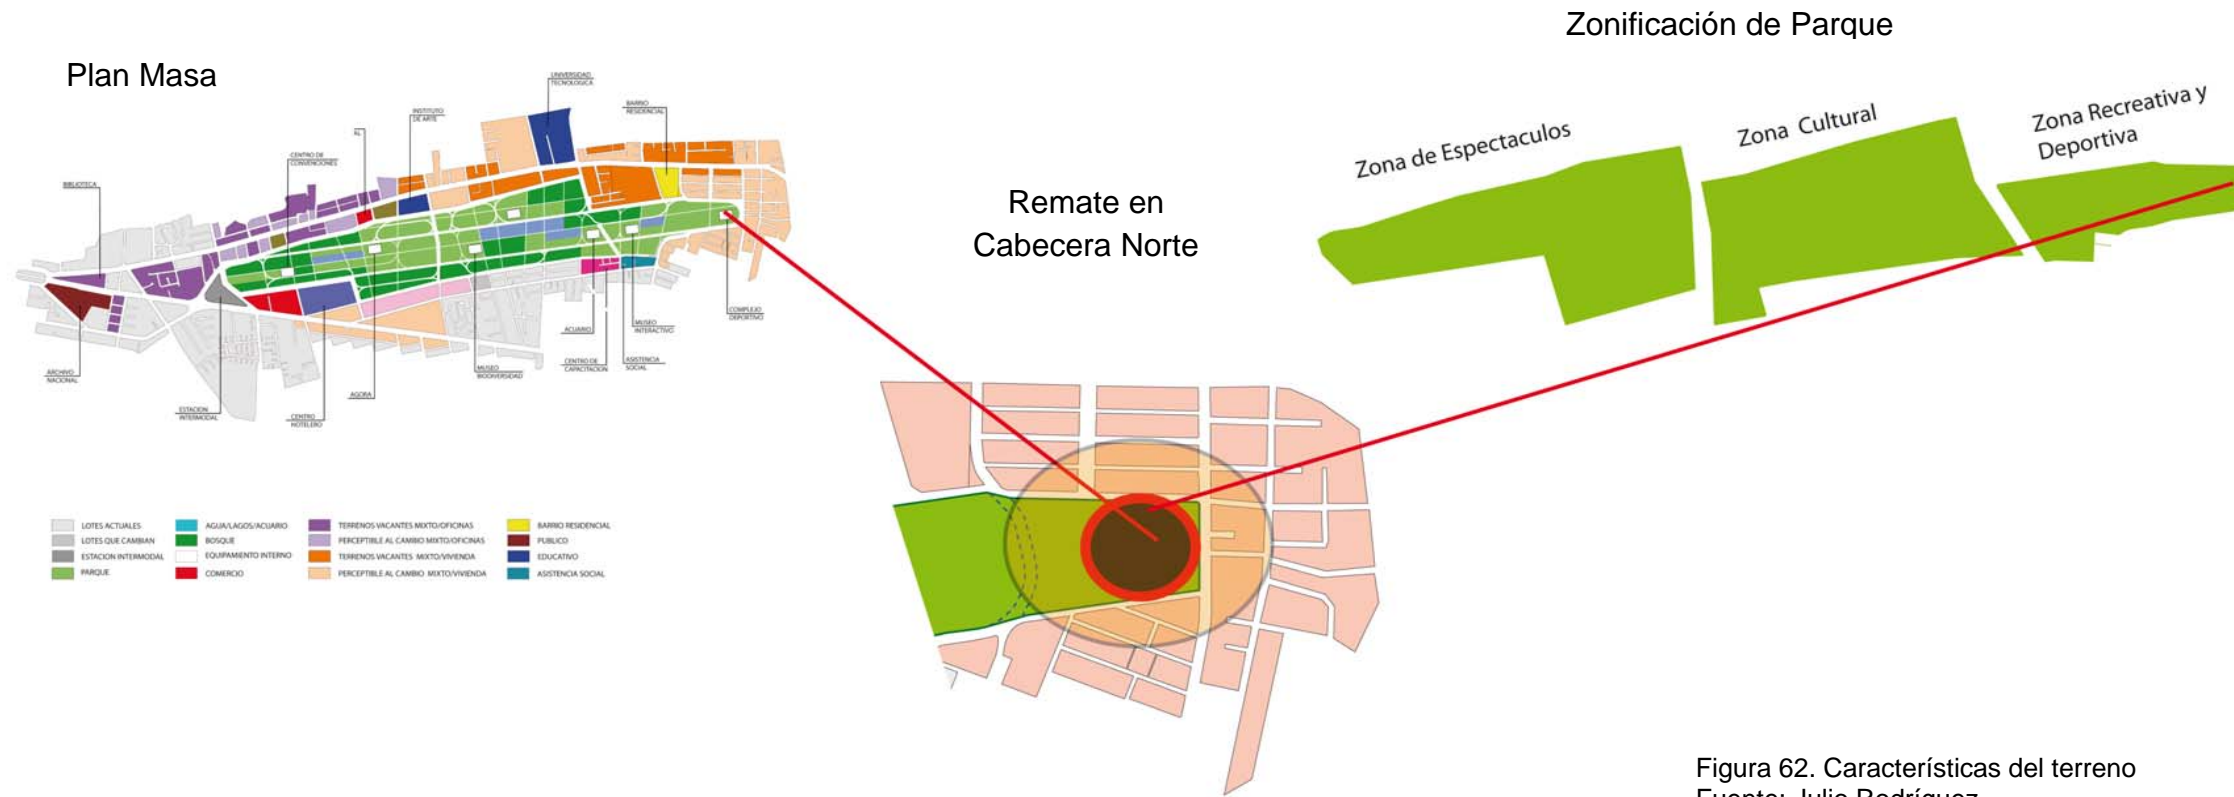 Zonificación de Parque
Plan Masa
UNIVERSIDAD
TECNOLOGICA
BARRIO
RESIDENCIAL
INSTITUTO
DE ARTE
AL
CENTRO DE
CONVENCIONES
BIBLIOTECA
Zona de Espectaculos
Zona Cultural
Zona Recreativa y
Deportiva
Remate en
Cabecera Norte
COMPLEJO
DEPORTIVO
MUSEO
INTERACTIVO
ACUARIO
ASISTENCIA
SOCIAL
CENTRO DE
CAPACITACION
MUSEO
BIODIVERSIDAD
ARCHIVO
NACIONAL
AGORA
ESTACION
INTERMODAL
CENTRO
HOTELERO
LOTES ACTUALES
LOTES QUE CAMBIAN
ESTACION INTERMODAL
PARQUE
AGUA/LAGOS/ACUARIO
BOSQUE
EQUIPAMIENTO INTERNO
COMERCIO
TERRENOS VACANTES MIXTO/OFICINAS
PERCEPTIBLE AL CAMBIO MIXTO/OFICINAS
TERRENOS VACANTES MIXTO/VIVIENDA
PERCEPTIBLE AL CAMBIO MIXTO/VIVIENDA
BARRIO RESIDENCIAL
PUBLICO
EDUCATIVO
ASISTENCIA SOCIAL
Figura 62. Características del terreno
Fuente: Julio Rodríguez